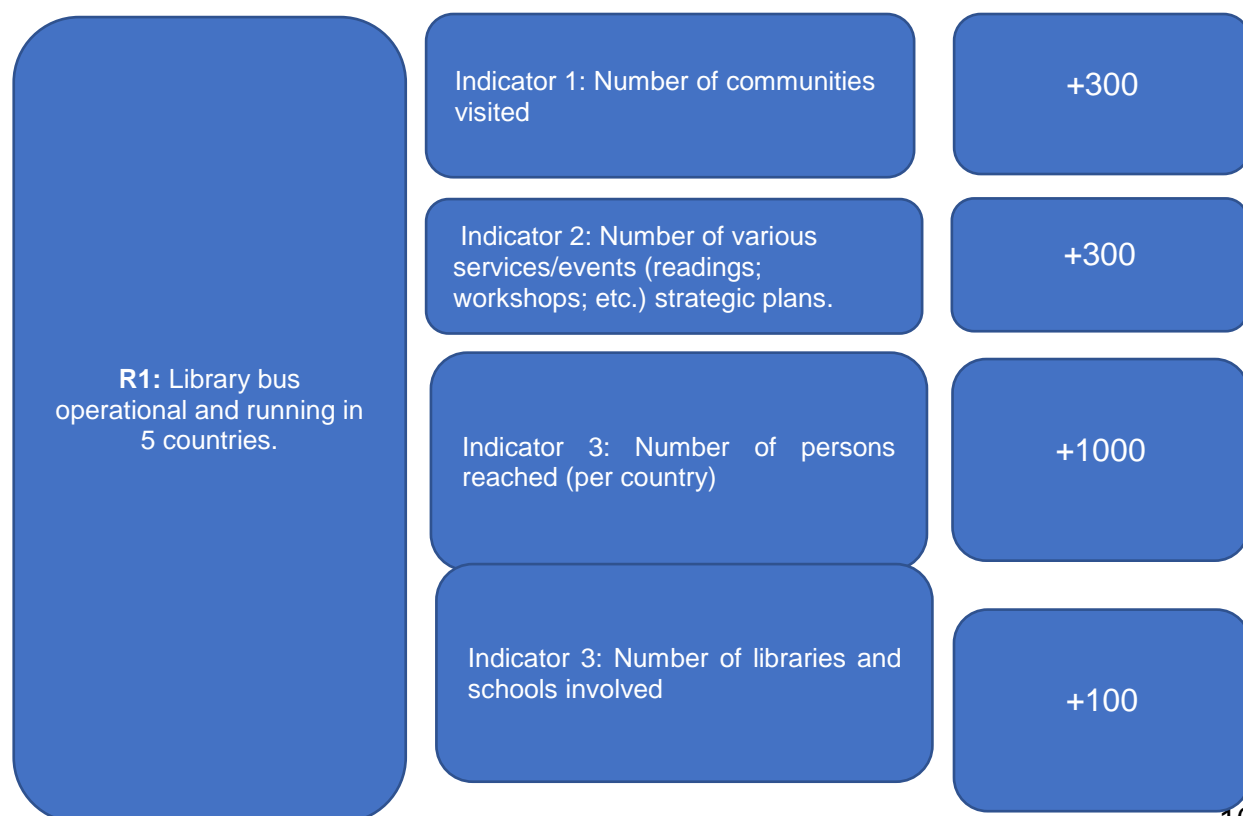 Indicator 1: Number of communities
visited
+300
Indicator 2: Number of various
services/events (readings;
workshops; etc.) strategic plans.
+300
R1: Library bus
operational and running in
5 countries.
Indicator 3: Number of persons
reached (per country)
+1000
Indicator 3: Number of libraries and
schools involved
+100